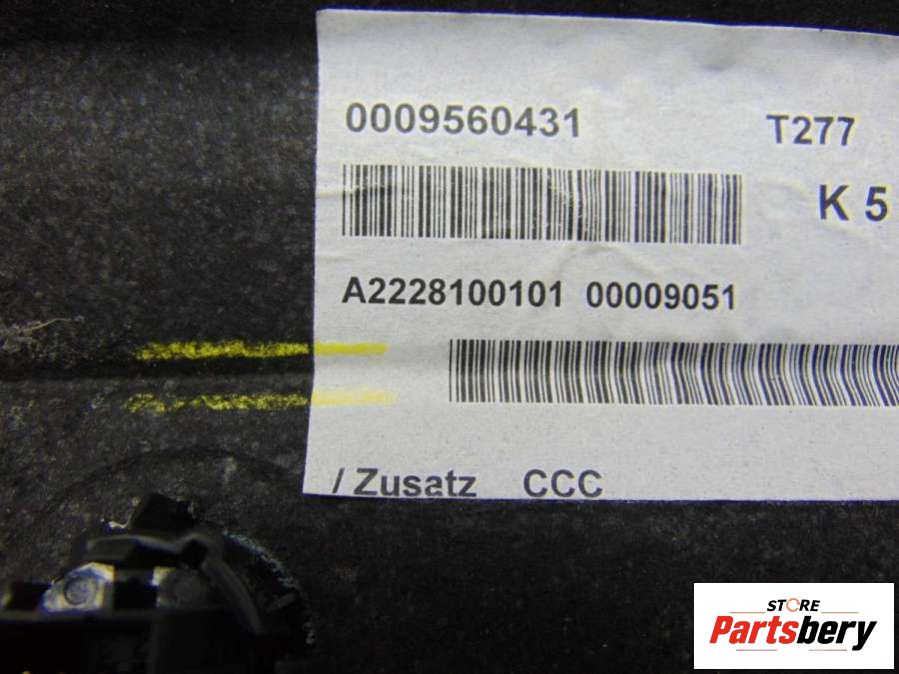 0009560431 T277
K 5
A2228100101 00009051
/ Zusatz CCC
STORE
Partsbery